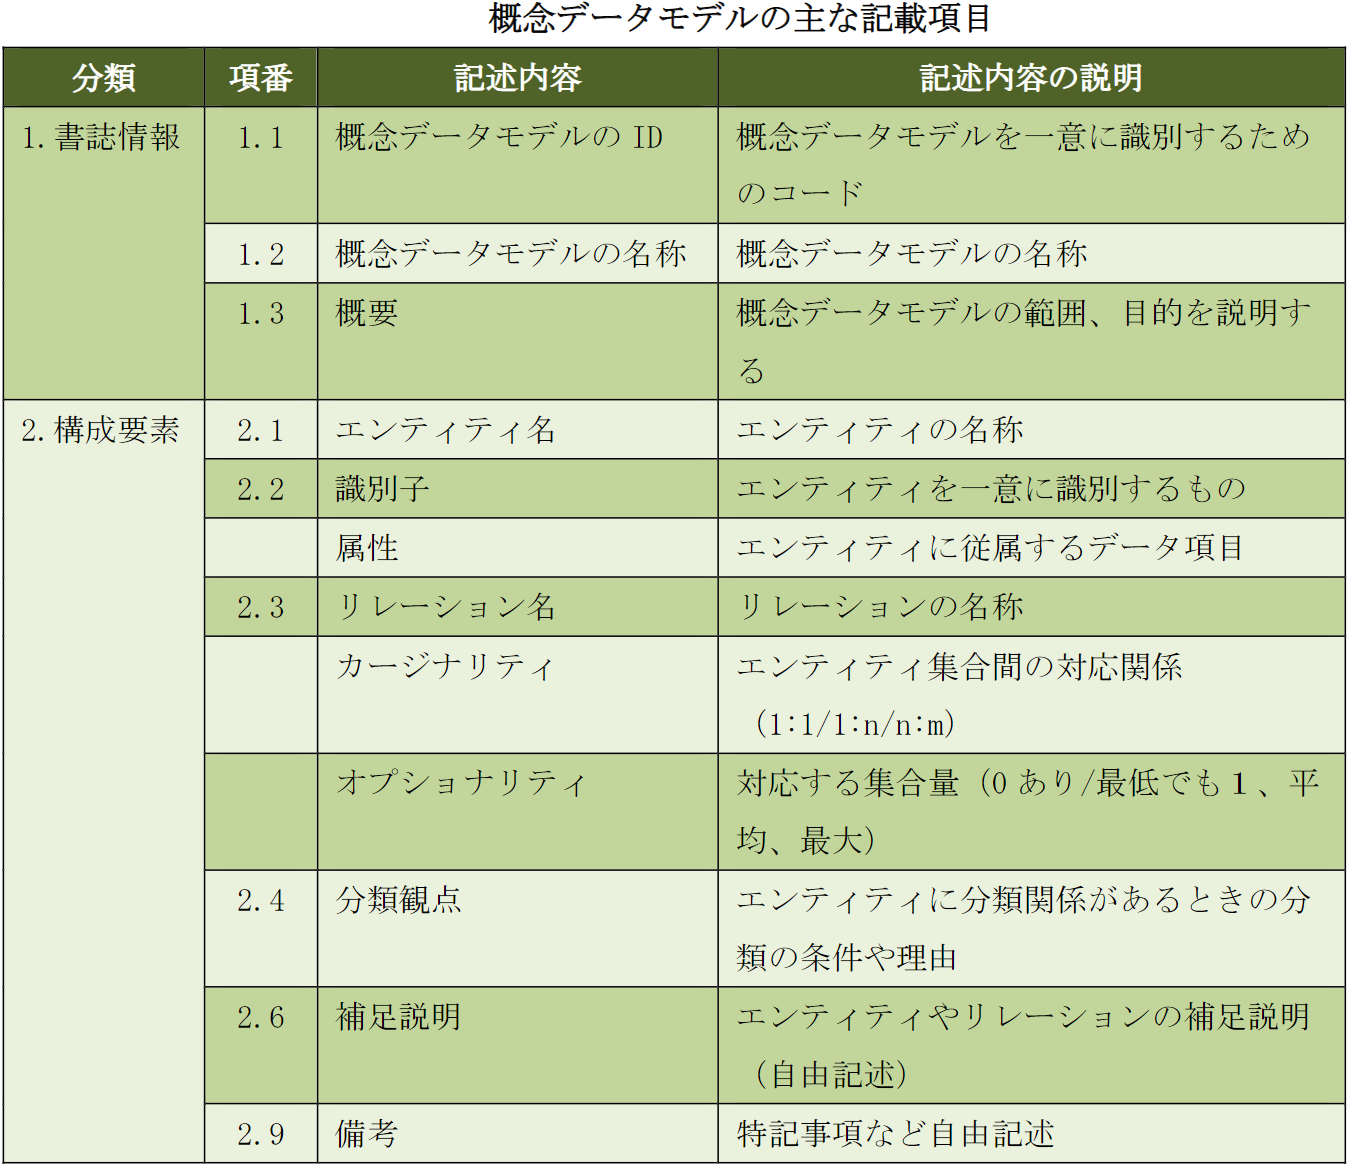 概念データモデルの主な記載項目
分類 項番 記述内容 記述内容の説明
1.書誌情報 1.1 概念データモデルの ID 概念データモデルを一意に識別するため
のコード
1.2 概念データモデルの名称 概念データモデルの名称
1.3 概要 概念データモデルの範囲、目的を説明す
る
2.構成要素 2.1 エンティティ名 エンティティの名称
2.2 識別子 エンティティを一意に識別するもの
属性 エンティティに従属するデータ項目
2.3 リレーション名 リレーションの名称
カージナリティ エンティティ集合間の対応関係
(1:1/1:n/n:m)
オプショナリティ 対応する集合量(0 あり/最低でも１、平
均、最大)
2.4 分類観点 エンティティに分類関係があるときの分
類の条件や理由
2.6 補足説明 エンティティやリレーションの補足説明
(自由記述)
2.9 備考 特記事項など自由記述